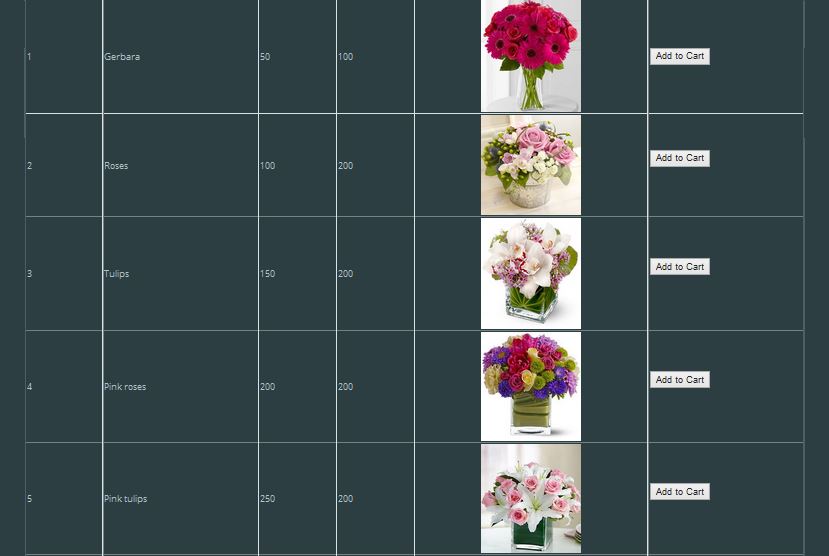 1 Gerbara 50 100 Add to Cart
2 Roses 100 200 Add to Cart
3 Tulips 150 200 Add to Cart
4 Pink roses 200 200 Add to Cart
5 Pink tulips 250 200 Add to Cart